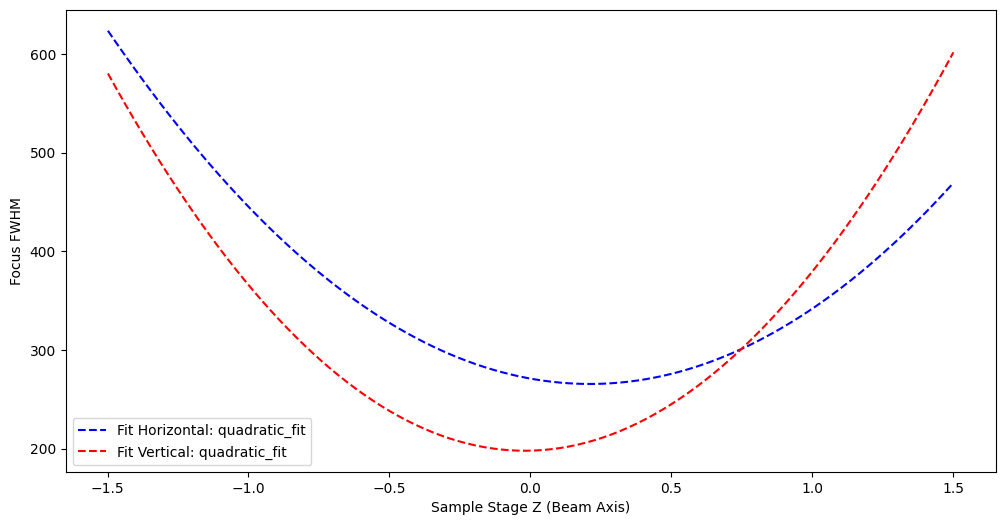 600
500
400
300
200
Focus FWHM
Fit Horizontal: quadratic_fit
Fit Vertical: quadratic_fit
−1.5 −1.0 −0.5 0.0 0.5 1.0 1.5
Sample Stage Z (Beam Axis)